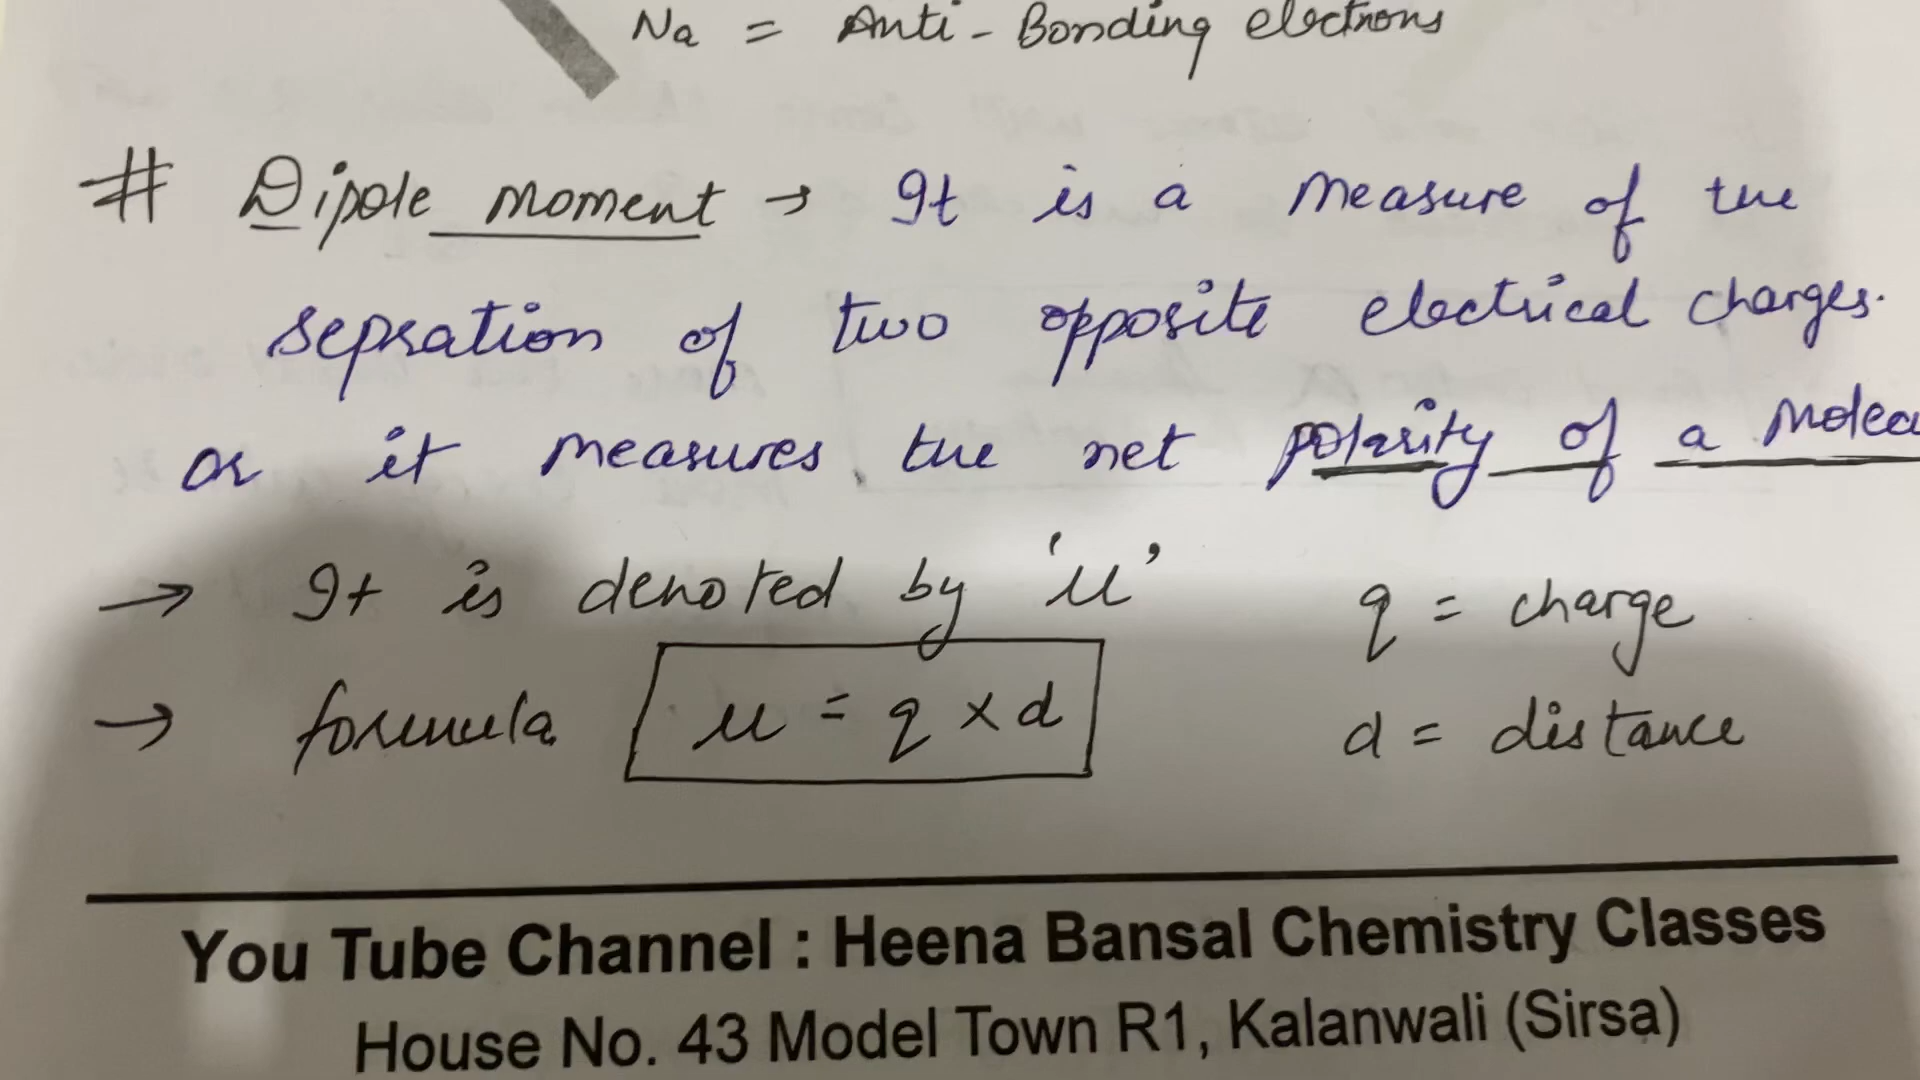 Na = Anti - Bonding electrons
# Dipole moment → It is a measure of the
sepration of two opposite electrical charges.
or it measures the net polarity of a molec
→ It is denoted by 'u'
q = charge
→ formula u = q × d
d = distance
You Tube Channel : Heena Bansal Chemistry Classes
House No. 43 Model Town R1, Kalanwali (Sirsa)